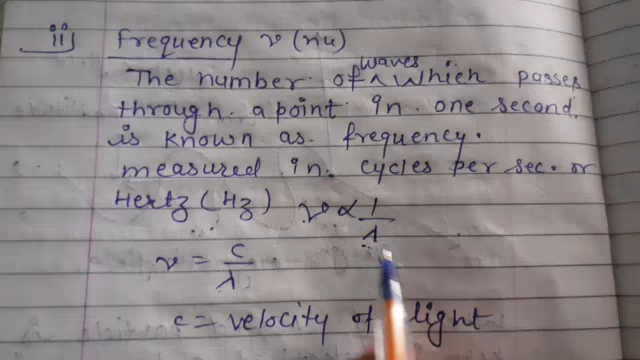 ii) Frequency ν (niu)
The number of ^waves which passes
through a point in one second.
is known as frequency.
measured in cycles per sec. or
Hertz (Hz) ν ∝ 1/λ
ν = c/λ
c = velocity of light